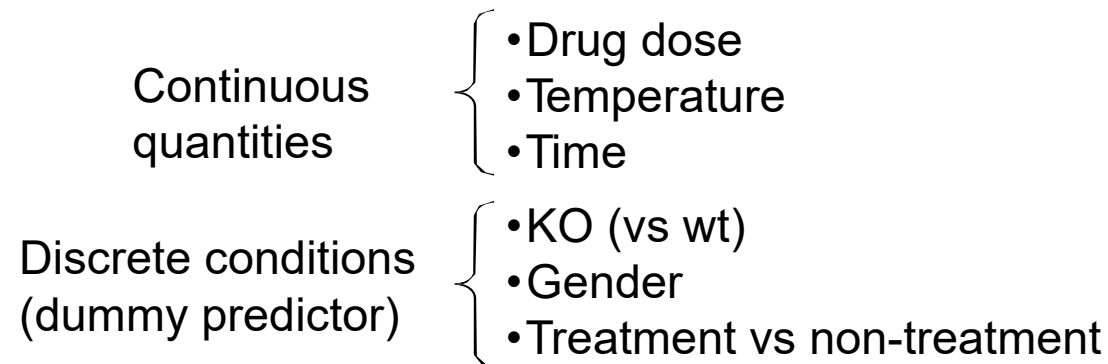 Continuous
quantities
•Drug dose
•Temperature
•Time
Discrete conditions
(dummy predictor)
•KO (vs wt)
•Gender
•Treatment vs non-treatment